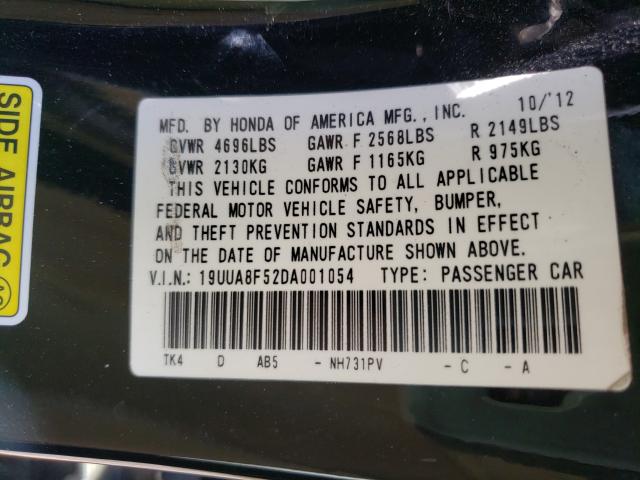 SIDE AIRBAG
MFD. BY HONDA OF AMERICA MFG., INC. 10/'12
GVWR 4696LBS GAWR F 2568LBS R 2149LBS
GVWR 2130KG GAWR F 1165KG R 975KG
THIS VEHICLE CONFORMS TO ALL APPLICABLE
FEDERAL MOTOR VEHICLE SAFETY, BUMPER,
AND THEFT PREVENTION STANDARDS IN EFFECT
ON THE DATE OF MANUFACTURE SHOWN ABOVE.
V.I.N.: 19UUA8F52DA001054 TYPE: PASSENGER CAR
TK4 D AB5 - NH731PV - C - A